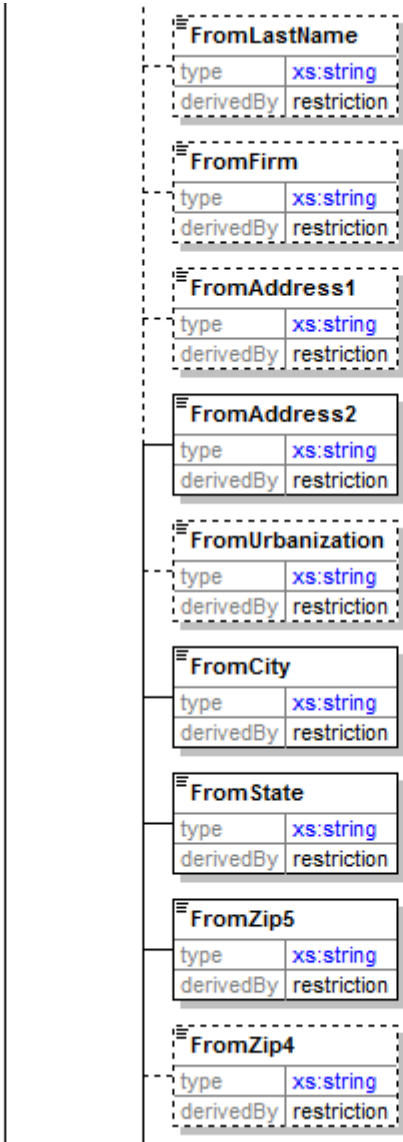 FromLastName
type xs:string
derivedBy restriction
FromFirm
type xs:string
derivedBy restriction
FromAddress1
type xs:string
derivedBy restriction
FromAddress2
type xs:string
derivedBy restriction
FromUrbanization
type xs:string
derivedBy restriction
FromCity
type xs:string
derivedBy restriction
FromState
type xs:string
derivedBy restriction
FromZip5
type xs:string
derivedBy restriction
FromZip4
type xs:string
derivedBy restriction